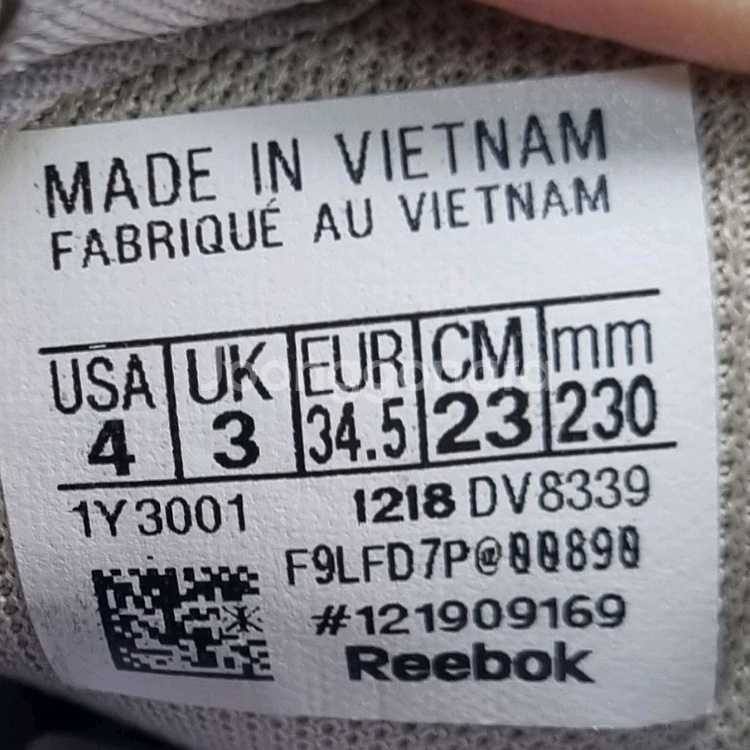 MADE IN VIETNAM
FABRIQUÉ AU VIETNAM
USA UK EUR CM mm
4 3 34.5 23 230
1Y3001 1218 DV8339
F9LFD7P@00890
#121909169
Reebok